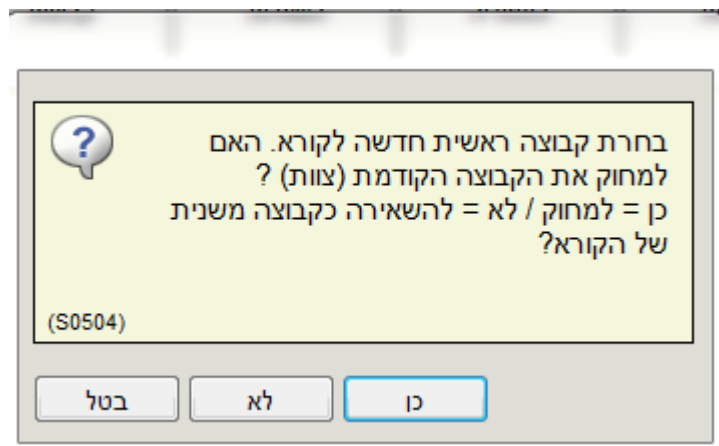 בחרת קבוצה ראשית חדשה לקורא. האם
למחוק את הקבוצה הקודמת (צוות) ?
כן = למחוק / לא = להשאירה כקבוצה משנית
של הקורא?
(S0504)
כן
לא
בטל